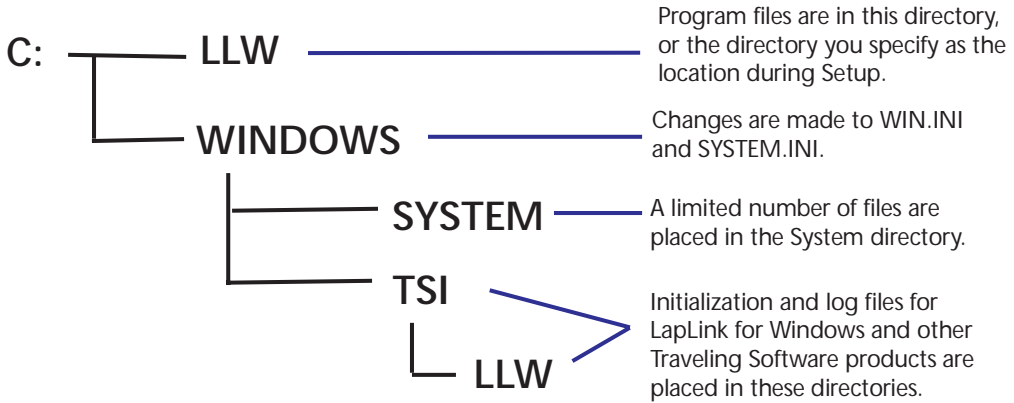 C:
LLW
Program files are in this directory,
or the directory you specify as the
location during Setup.
WINDOWS
Changes are made to WIN.INI
and SYSTEM.INI.
SYSTEM
A limited number of files are
placed in the System directory.
TSI
LLW
Initialization and log files for
LapLink for Windows and other
Traveling Software products are
placed in these directories.